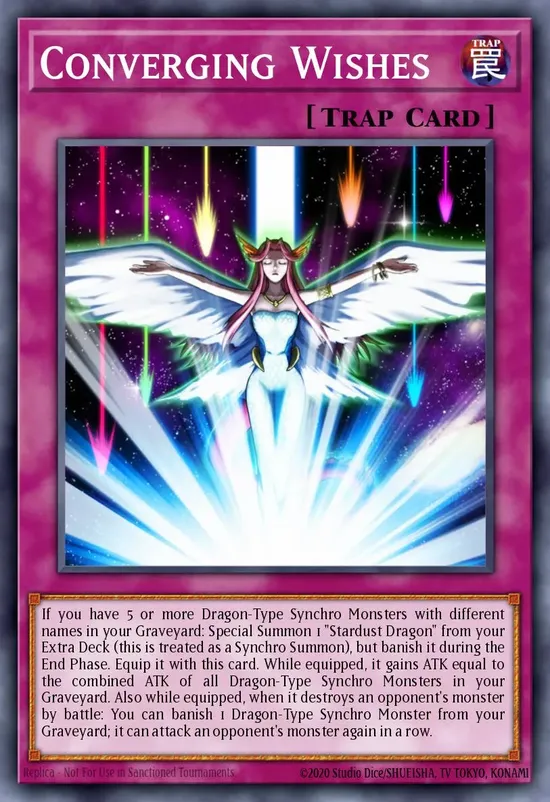 Converging Wishes
TRAP
罠
[Trap Card]
If you have 5 or more Dragon-Type Synchro Monsters with different
names in your Graveyard: Special Summon 1 "Stardust Dragon" from your
Extra Deck (this is treated as a Synchro Summon), but banish it during the
End Phase. Equip it with this card. While equipped, it gains ATK equal to
the combined ATK of all Dragon-Type Synchro Monsters in your
Graveyard. Also while equipped, when it destroys an opponent's monster
by battle: You can banish 1 Dragon-Type Synchro Monster from your
Graveyard; it can attack an opponent's monster again in a row.
Replica - Not For Use in Sanctioned Tournaments
©2020 Studio Dice/SHUEISHA, TV TOKYO, KONAMI